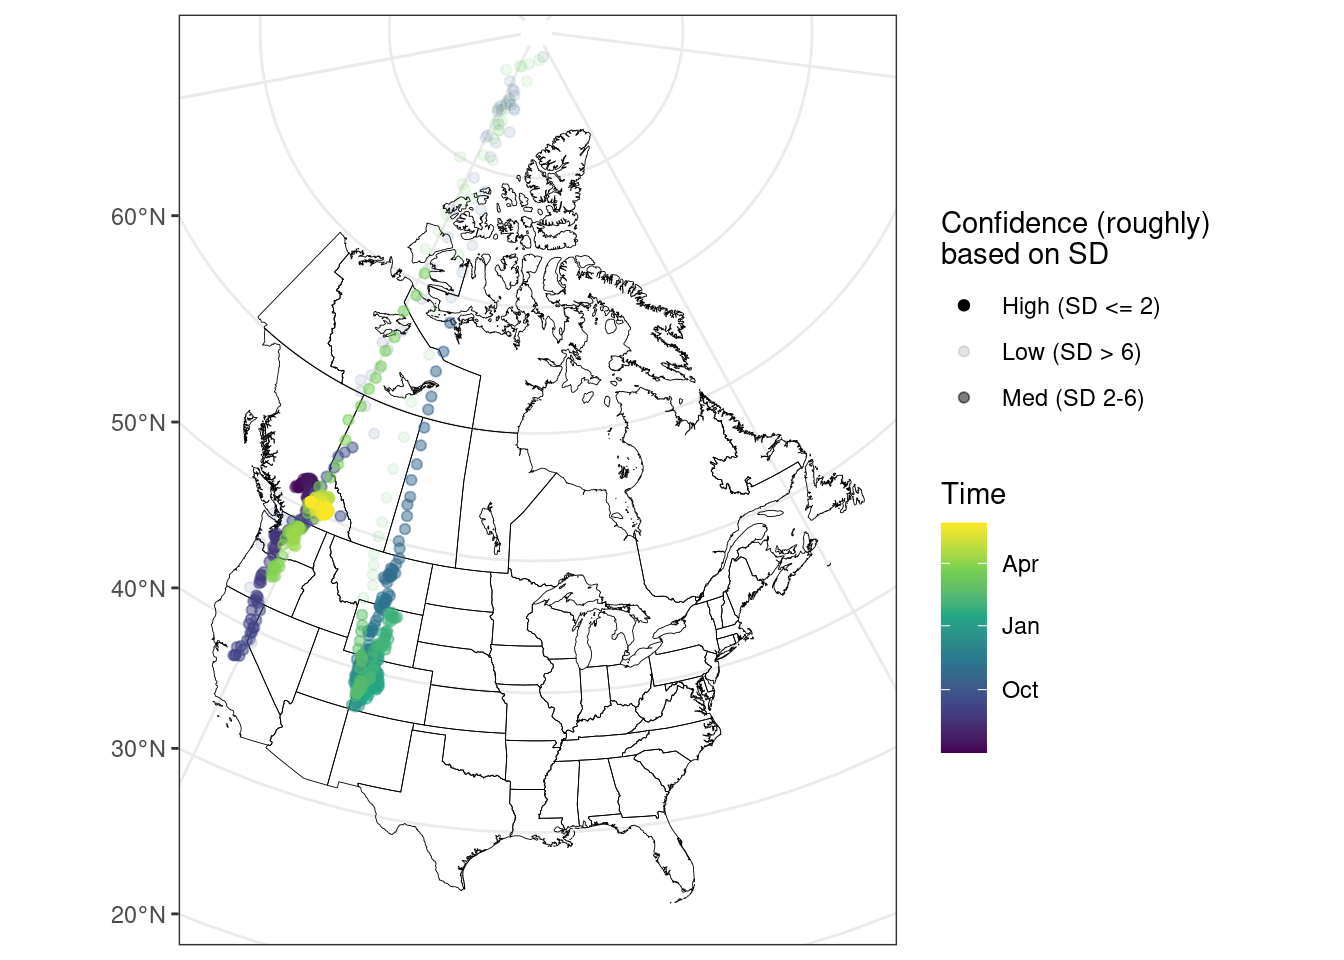 60°N
50°N
40°N
30°N
20°N
Confidence (roughly)
based on SD
High (SD <= 2)
Low (SD > 6)
Med (SD 2-6)
Time
Apr
Jan
Oct